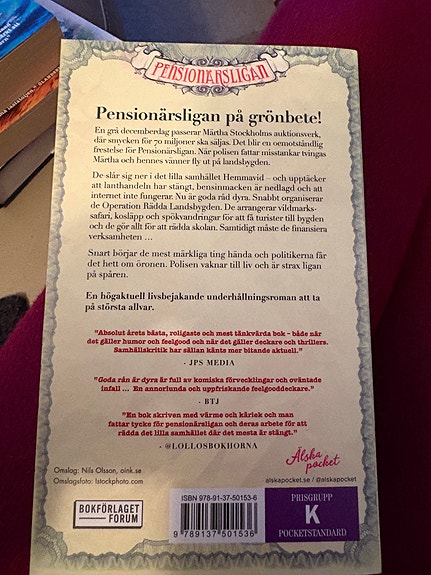 PENSIONÄRSLIGAN
Pensionärsligan på grönbete!
En grå decemberdag passerar Märtha Stockholms auktionsverk,
där smycken för 70 miljoner ska säljas. Det blir en oemotståndlig
frestelse för Pensionärsligan. När polisen fattar misstankar tvingas
Märtha och hennes vänner fly ut på landsbygden.
De slår sig ner i det lilla samhället Hemmavid – och upptäcker
att lanthandeln har stängt, bensinmacken är nedlagd och att
internet inte fungerar. Nu är goda råd dyra. Snabbt organiserar
de Operation Rädda Landsbygden. De arrangerar vildmarks-
safari, kosläpp och spökvandringar för att få turister till bygden
och de gör allt för att rädda skolan. Samtidigt måste de finansiera
verksamheten ...
Snart börjar de mest märkliga ting hända och politikerna får
det hett om öronen. Polisen vaknar till liv och är strax ligan
på spåren.
En högaktuell livsbejakande underhållningsroman att ta
på största allvar.
"Absolut årets bästa, roligaste och mest tänkvärda bok – både när
det gäller humor och feelgood och när det gäller deckare och thrillers.
Samhällskritik har sällan känts mer bitande aktuell."
- JPS MEDIA
"Goda rån är dyra är full av komiska förvecklingar och oväntade
infall ... En annorlunda och uppfriskande feelgooddeckare."
- BTJ
"En bok skriven med värme och kärlek och man
fattar tycke för pensionärsligan och deras arbete för att
rädda det lilla samhället där det mesta är stängt."
- @LOLLOSBOKHORNA
Älska
pocket
Omslag: Nils Olsson, oink.se
Omslagsfoto: Istockphoto.com
alskapocket.se / @alskapocket
BOKFÖRLAGET
FORUM
ISBN 978-91-37-50153-6
9 789137 501536
PRISGRUPP
K
POCKETSTANDARD